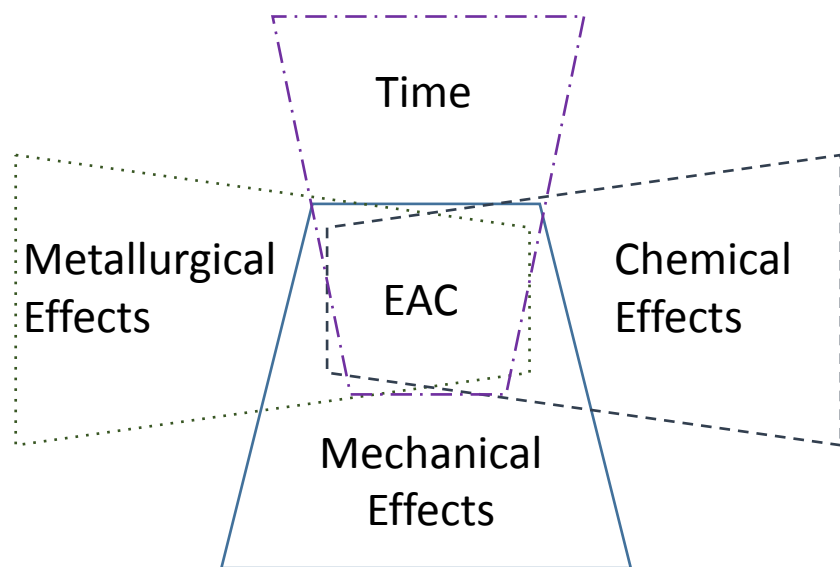 Time
Metallurgical
Effects
EAC
Chemical
Effects
Mechanical
Effects